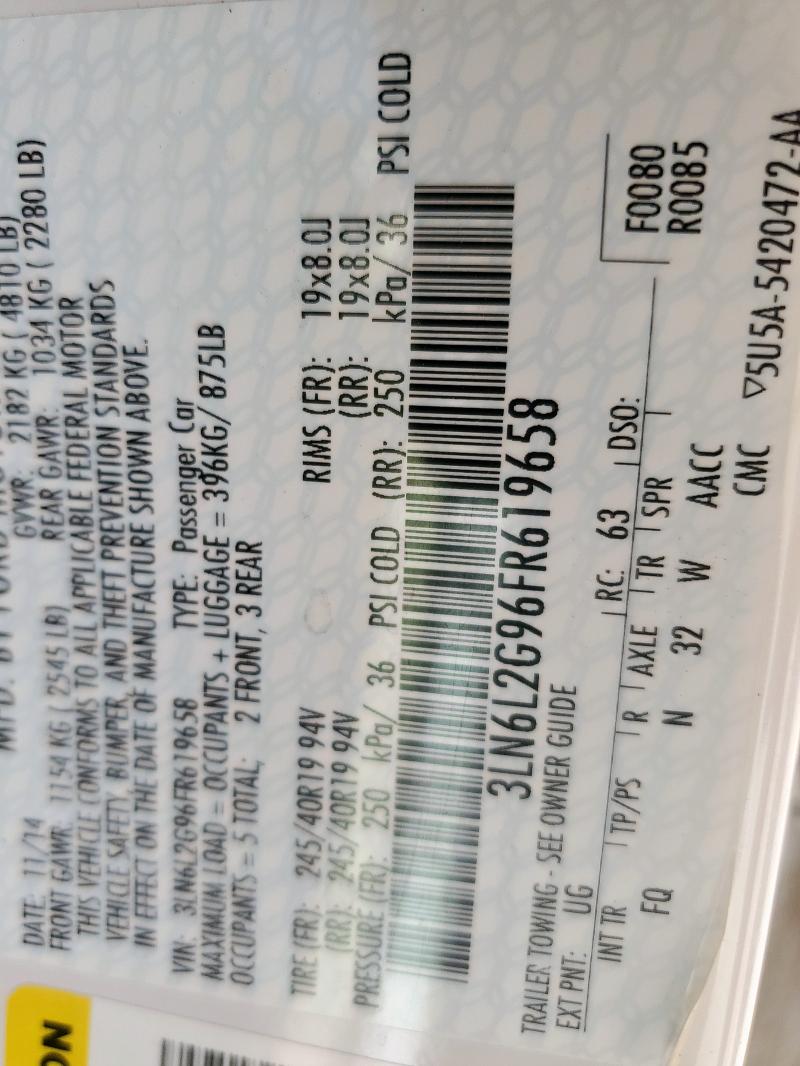 GVWR: 2182 KG ( 4810 LB)
DATE: 11/14
FRONT GAWR: 1154 KG ( 2545 LB) REAR GAWR: 1034 KG ( 2280 LB)
THIS VEHICLE CONFORMS TO ALL APPLICABLE FEDERAL MOTOR
VEHICLE SAFETY, BUMPER, AND THEFT PREVENTION STANDARDS
IN EFFECT ON THE DATE OF MANUFACTURE SHOWN ABOVE.
VIN: 3LN6L2G96FR619658 TYPE: Passenger Car
MAXIMUM LOAD = OCCUPANTS + LUGGAGE = 396KG/ 875LB
OCCUPANTS = 5 TOTAL; 2 FRONT, 3 REAR
TIRE (FR): 245/40R19 94V RIMS (FR): 19x8.0J
(RR): 245/40R19 94V (RR): 19x8.0J
PRESSURE (FR): 250 kPa/ 36 PSI COLD (RR): 250 kPa/ 36 PSI COLD
3LN6L2G96FR619658
TRAILER TOWING - SEE OWNER GUIDE
EXT PNT: UG RC: 63 DSO:
F0080
R0085
INT TR TP/PS R AXLE TR SPR
FQ N 32 W AACC
CMC ▽5U5A-5420472-AA
ON